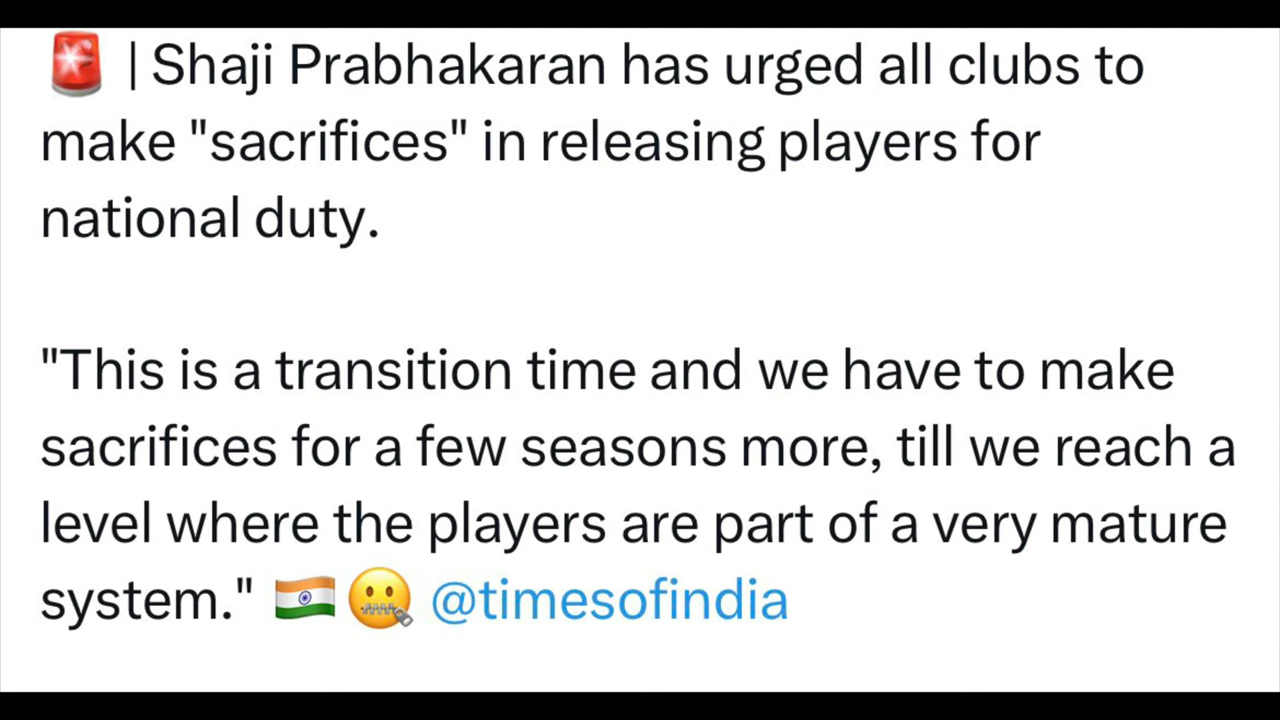 🚨 | Shaji Prabhakaran has urged all clubs to
make "sacrifices" in releasing players for
national duty.
"This is a transition time and we have to make
sacrifices for a few seasons more, till we reach a
level where the players are part of a very mature
system." 🇮🇳 🤐 @timesofindia